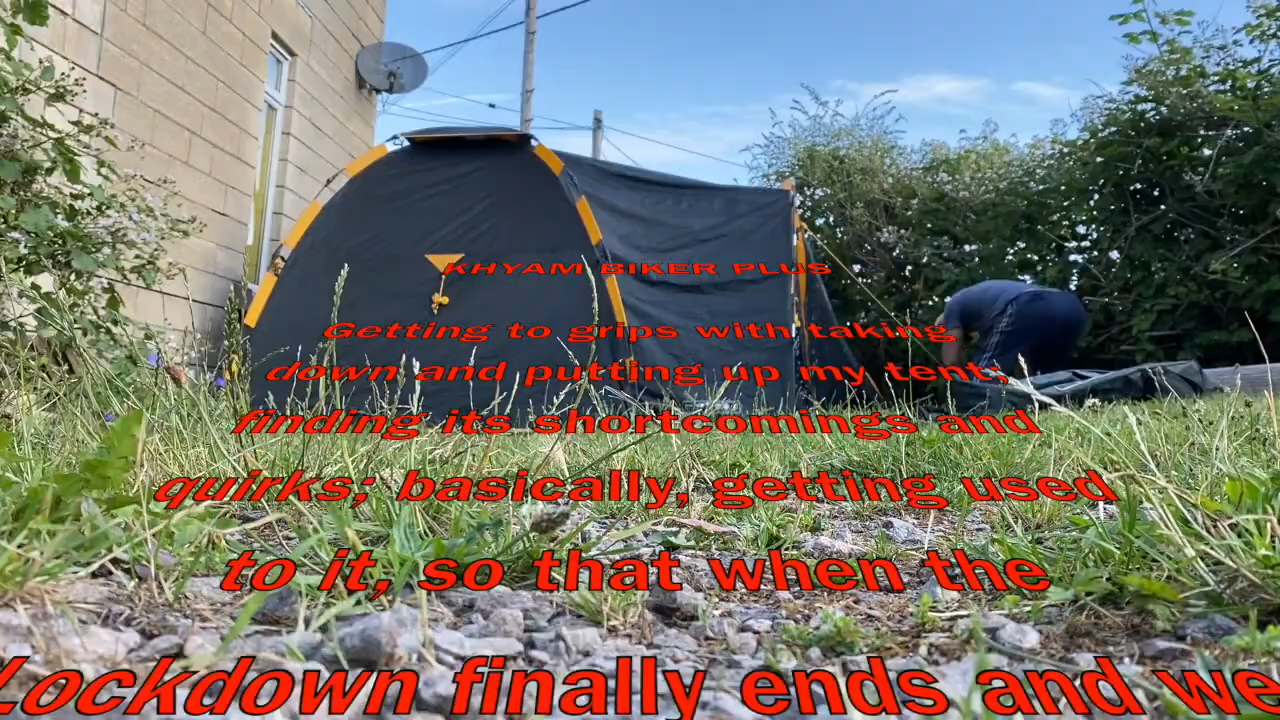 KHYAM BIKER PLUS
Getting to grips with taking
down and putting up my tent;
finding its shortcomings and
quirks; basically, getting used
to it, so that when the
Lockdown finally ends and we